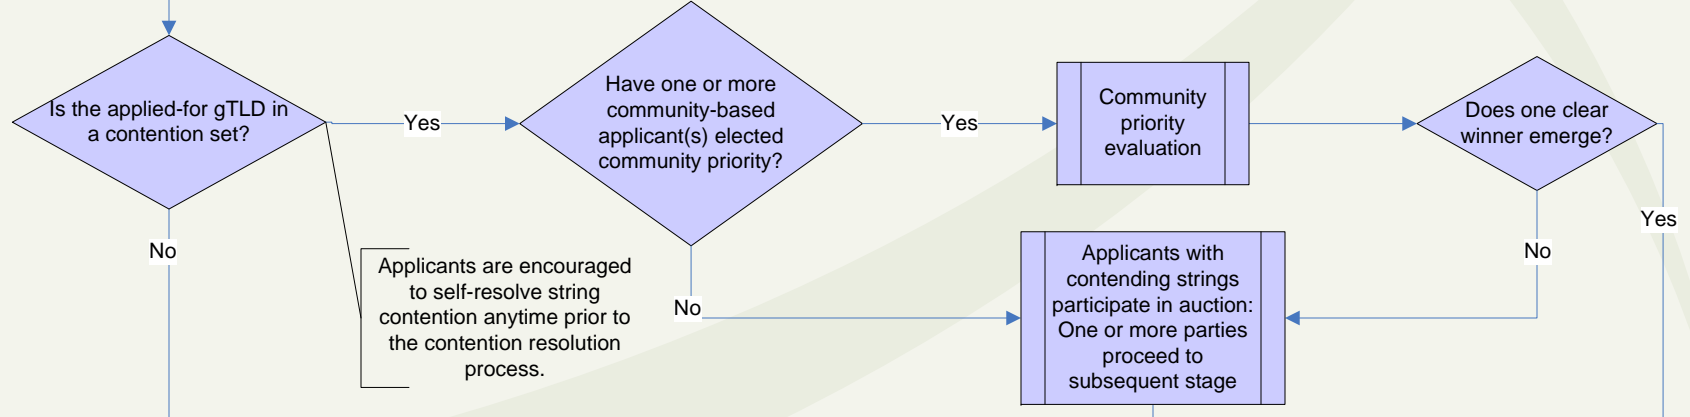 Is the applied-for gTLD in
a contention set?
Yes
No
Applicants are encouraged
to self-resolve string
contention anytime prior to
the contention resolution
process.
Have one or more
community-based
applicant(s) elected
community priority?
Yes
No
Community
priority
evaluation
Does one clear
winner emerge?
Yes
No
Applicants with
contending strings
participate in auction:
One or more parties
proceed to
subsequent stage